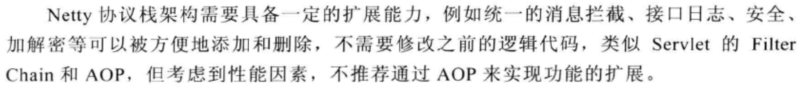 Netty 协议栈架构需要具备一定的扩展能力，例如统一的消息拦截、接口日志、安全、
加解密等可以被方便地添加和删除，不需要修改之前的逻辑代码，类似 Servlet 的 Filter
Chain 和 AOP，但考虑到性能因素，不推荐通过 AOP 来实现功能的扩展。